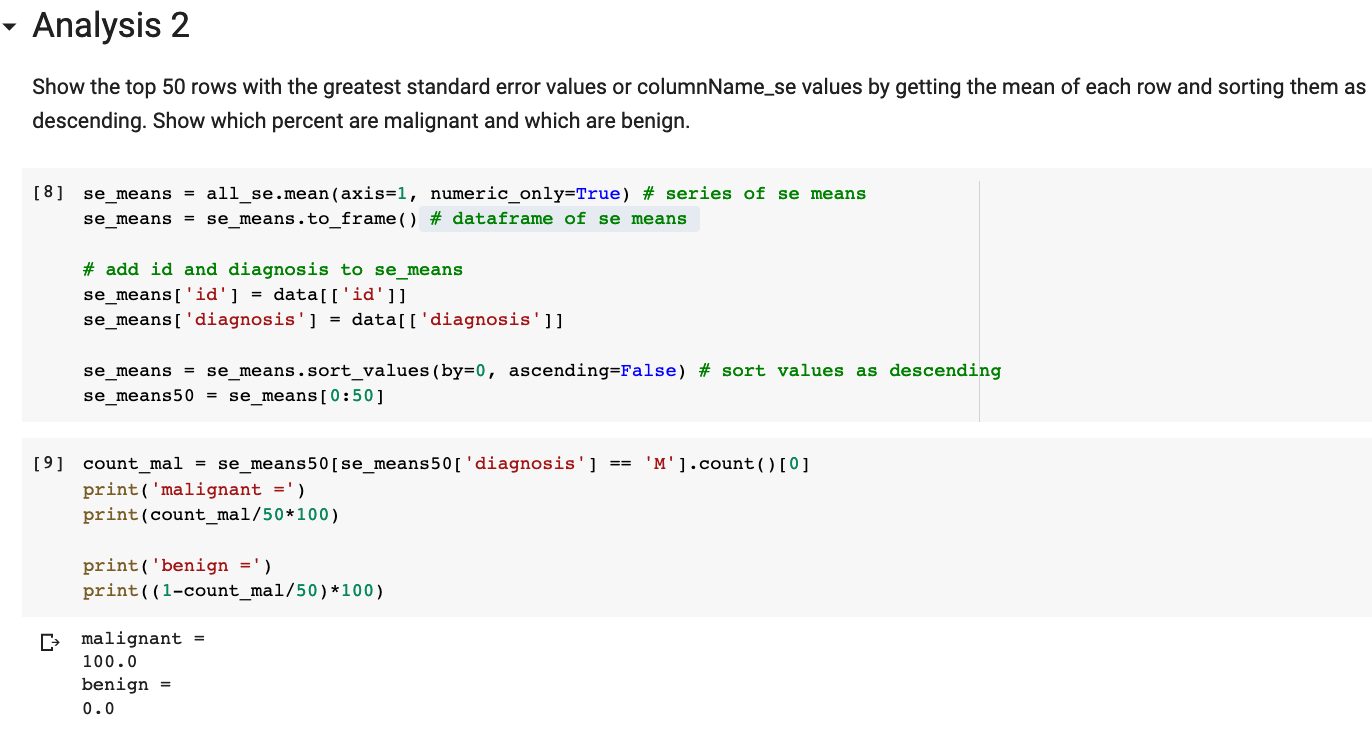 Analysis 2
Show the top 50 rows with the greatest standard error values or columnName_se values by getting the mean of each row and sorting them as
descending. Show which percent are malignant and which are benign.
[8] se_means = all_se.mean(axis=1, numeric_only=True) # series of se means
se_means = se_means.to_frame() # dataframe of se means
# add id and diagnosis to se_means
se_means['id'] = data[['id']]
se_means['diagnosis'] = data[['diagnosis']]
se_means = se_means.sort_values(by=0, ascending=False) # sort values as descending
se_means50 = se_means[0:50]
[9] count_mal = se_means50[se_means50['diagnosis'] == 'M'].count()[0]
print('malignant =')
print(count_mal/50*100)
print('benign =')
print((1-count_mal/50)*100)
malignant =
100.0
benign =
0.0